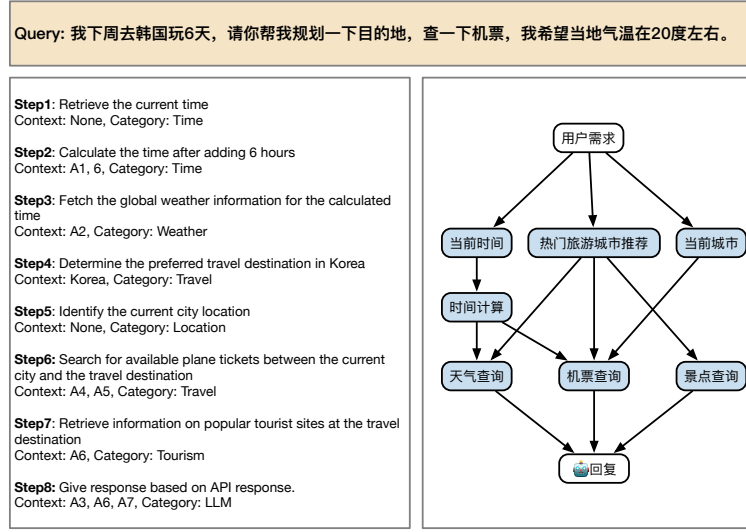 Query: 我下周去韩国玩6天，请你帮我规划一下目的地，查一下机票，我希望当地气温在20度左右。
Step1: Retrieve the current time
Context: None, Category: Time
Step2: Calculate the time after adding 6 hours
Context: A1, 6, Category: Time
Step3: Fetch the global weather information for the calculated
time
Context: A2, Category: Weather
Step4: Determine the preferred travel destination in Korea
Context: Korea, Category: Travel
Step5: Identify the current city location
Context: None, Category: Location
Step6: Search for available plane tickets between the current
city and the travel destination
Context: A4, A5, Category: Travel
Step7: Retrieve information on popular tourist sites at the travel
destination
Context: A6, Category: Tourism
Step8: Give response based on API response.
Context: A3, A6, A7, Category: LLM
用户需求
当前时间
热门旅游城市推荐
当前城市
时间计算
天气查询
机票查询
景点查询
回复